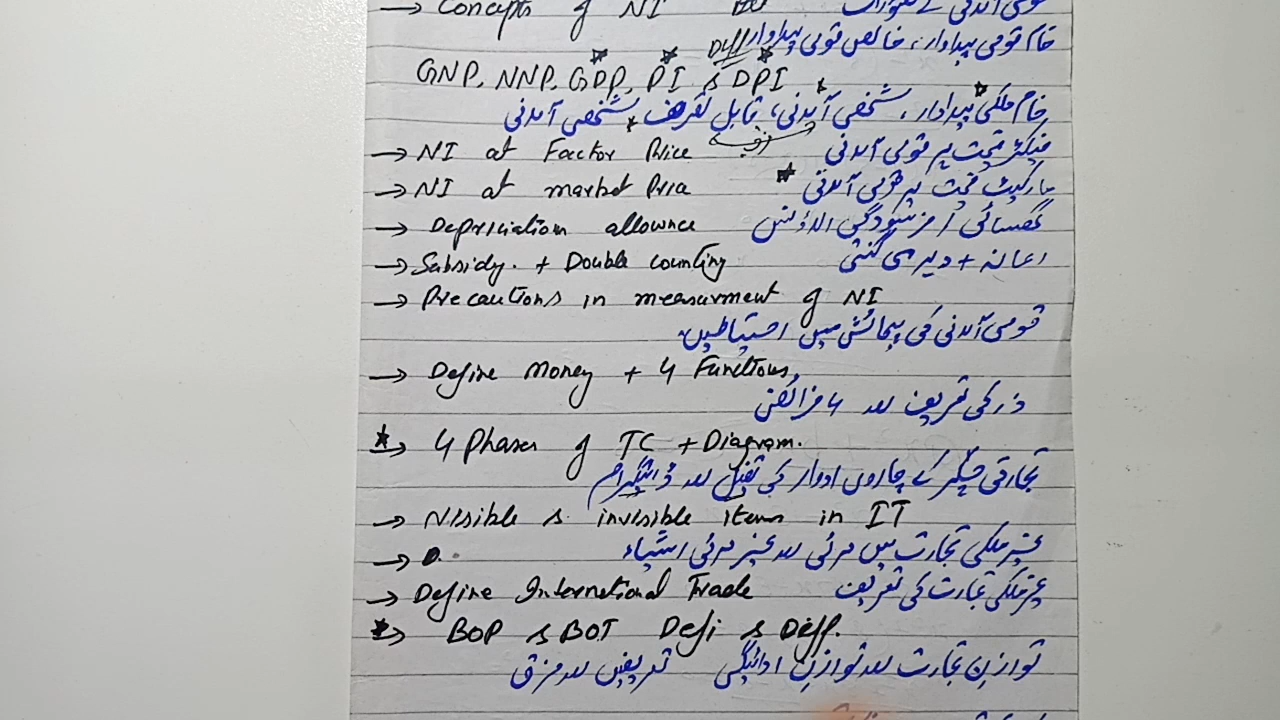 → Concepts of NI قومی آمدنی کے تصورات
خام قومی پیداوار، خالص قومی پیداوار
Diff
GNP, NNP, GDP, PI & DPI
خام ملکی پیداوار، شخصی آمدنی، قابل تصرف شخصی آمدنی
→ NI at Factor Price فیکٹر قیمت پر قومی آمدنی
→ NI at market Price مارکیٹ قیمت پر قومی آمدنی
→ Depriciation allownce گھسائی / فرسودگی الاؤنس
→ Subsidy. + Double counting اعانہ + دہری گنتی
→ Precautions in measurment of NI
قومی آمدنی کی پیمائش میں احتیاطیں
→ Define Money + 4 Functions,
زر کی تعریف اور 4 فرائض
→ 4 Phases of TC + Diagram.
تجارتی چکر کے چاروں ادوار کی تفصیل اور ڈائیگرام
→ Visible & invisible items in IT
→ غیر ملکی تجارت میں مرئی اور غیر مرئی اشیاء
→ Define International Trade غیر ملکی تجارت کی تعریف
→ BOP & BOT Defi & Diff.
توازن تجارت اور توازن ادائیگی تعریفیں اور فرق